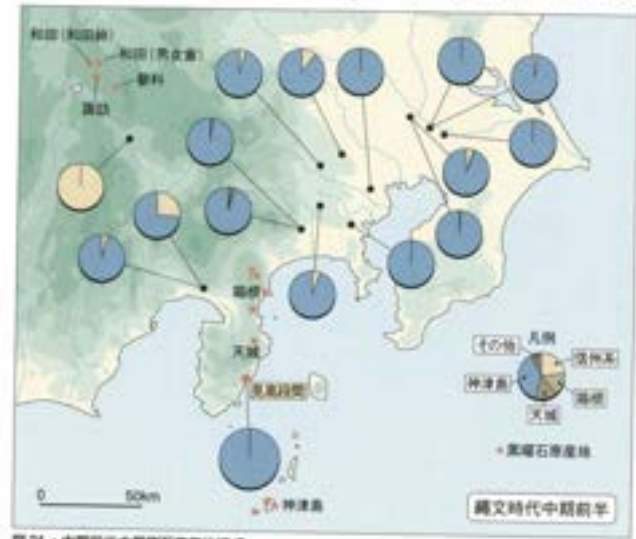 和田(和田峠)
和田(男女倉)
蓼科
諏訪
箱根
天城
見高段間
神津島
0 50km
凡例
その他
信州系
神津島
箱根
天城
黒曜石原産地
縄文時代中期前半